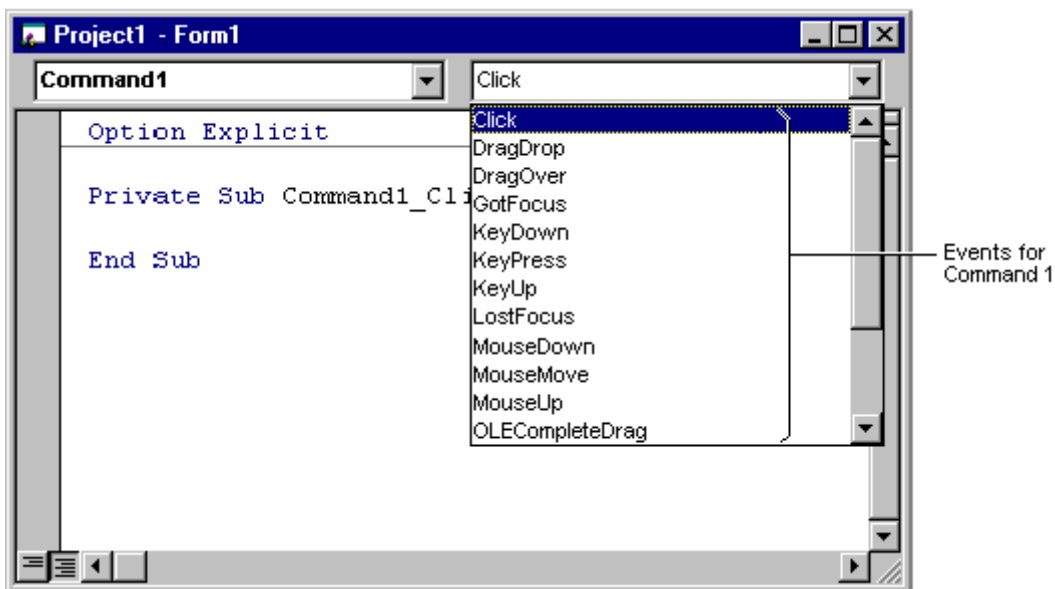 Project1 - Form1
Command1
Click
Click
DragDrop
DragOver
GotFocus
KeyDown
KeyPress
KeyUp
LostFocus
MouseDown
MouseMove
MouseUp
OLECompleteDrag
Option Explicit
Private Sub Command1_Cli
End Sub
Events for
Command 1